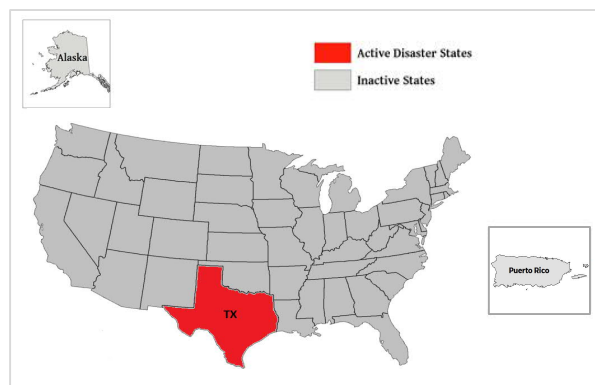 Alaska
Active Disaster States
Inactive States
Puerto Rico
TX